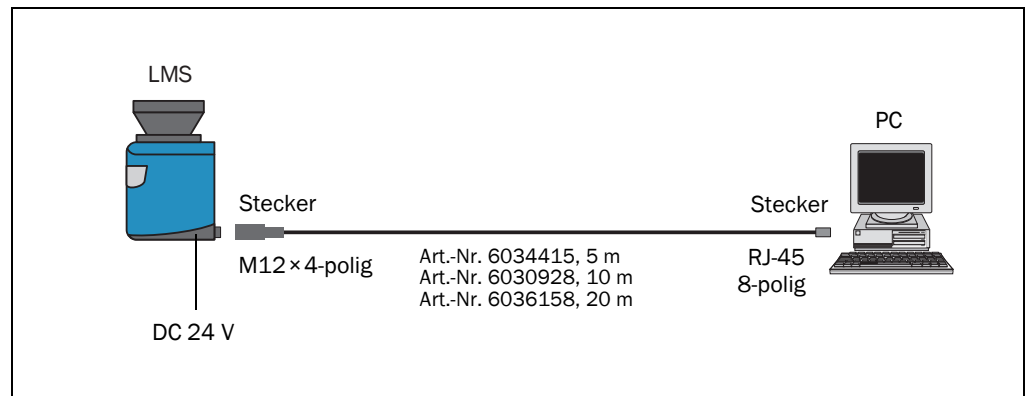 LMS
PC
Stecker
Stecker
M12 × 4-polig
Art.-Nr. 6034415, 5 m
Art.-Nr. 6030928, 10 m
Art.-Nr. 6036158, 20 m
RJ-45
8-polig
DC 24 V